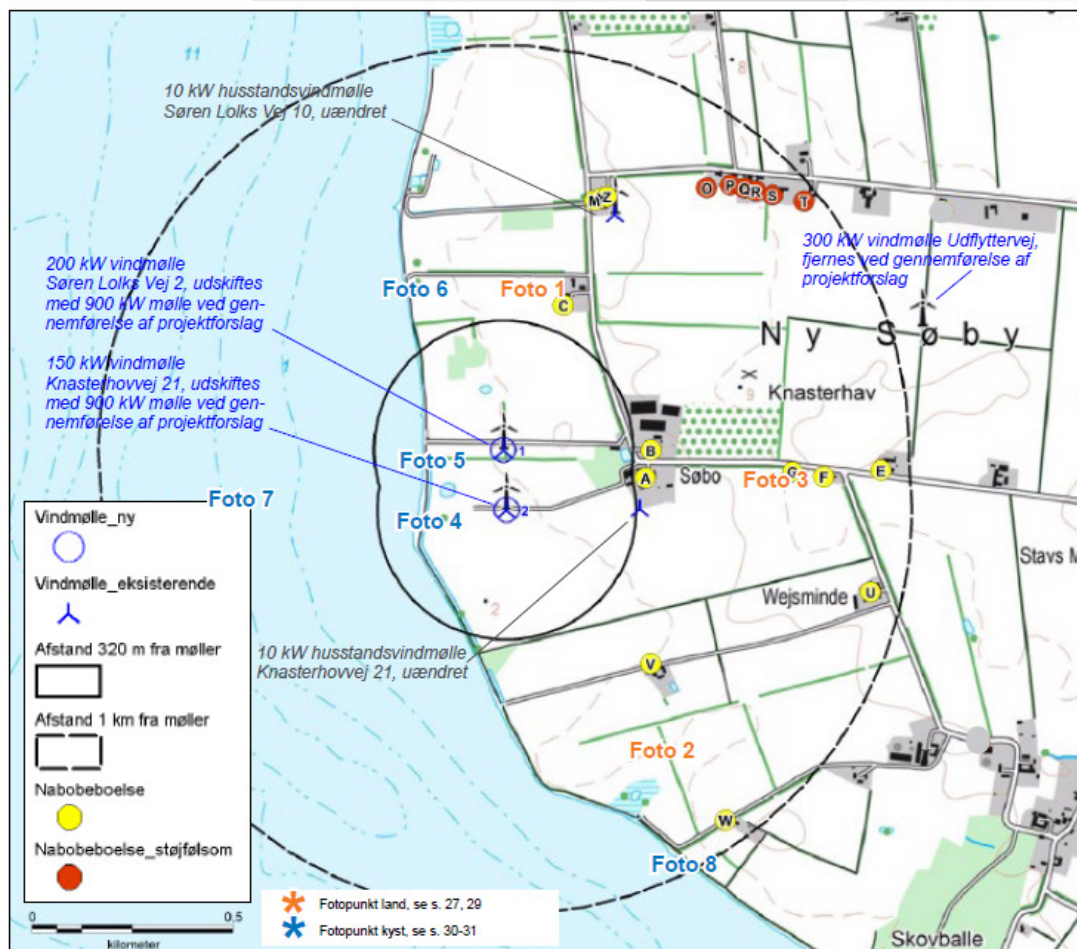 11
8
10 kW husstandsvindmølle
Søren Lolks Vej 10, uændret
M Z
O P Q R S T
300 kW vindmølle Udflyttervej,
fjernes ved gennemførelse af
projektforslag
200 kW vindmølle
Søren Lolks Vej 2, udskiftes
med 900 kW mølle ved gen-
nemførelse af projektforslag
Foto 6
Foto 1
C
Ny Søby
150 kW vindmølle
Knasterhovvej 21, udskiftes
med 900 kW mølle ved gen-
nemførelse af projektforslag
1
9
Knasterhav
1
B
Foto 5
A
Søbo
G
Foto 3
F
E
Foto 7
2
Foto 4
Stavs M
2
Wejsminde
U
10 kW husstandsvindmølle
Knasterhovvej 21, uændret
V
Foto 2
W
Foto 8
Skovballe
Vindmølle_ny
Vindmølle_eksisterende
Afstand 320 m fra møller
Afstand 1 km fra møller
Nabobeboelse
Nabobeboelse_støjfølsom
0 0,5
kilometer
Fotopunkt land, se s. 27, 29
Fotopunkt kyst, se s. 30-31